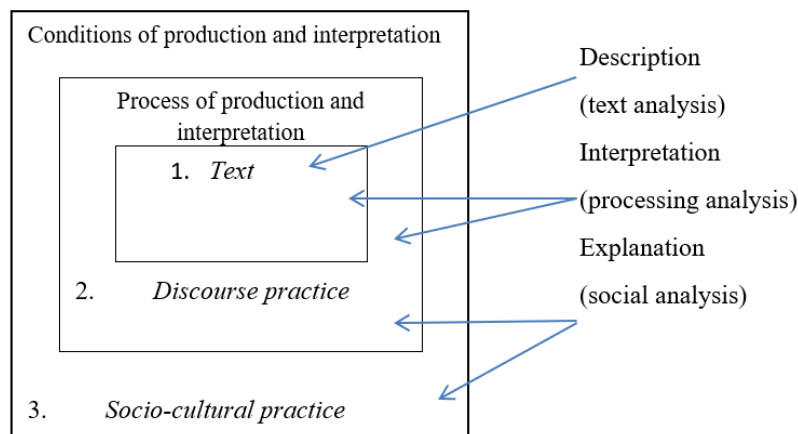 Conditions of production and interpretation
Process of production and
interpretation
1. Text
2. Discourse practice
3. Socio-cultural practice
Description
(text analysis)
Interpretation
(processing analysis)
Explanation
(social analysis)